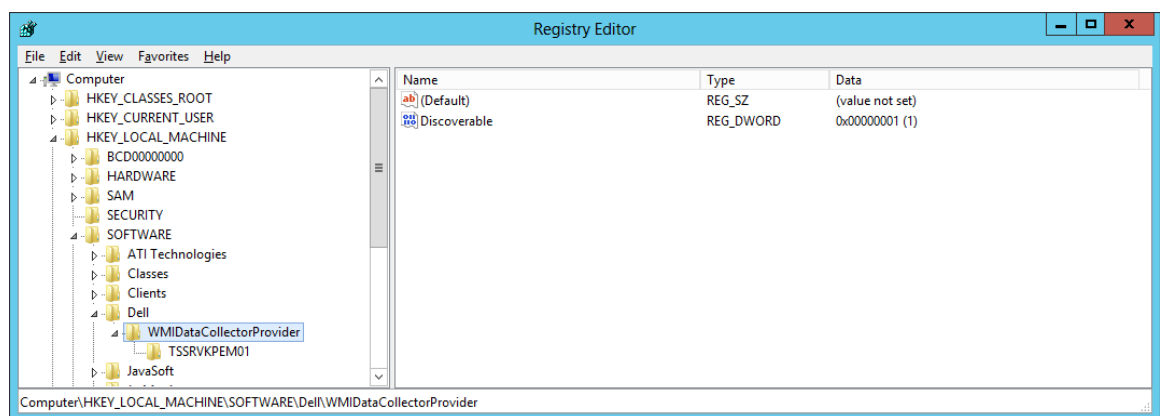 Registry Editor
File Edit View Favorites Help
Computer
HKEY_CLASSES_ROOT
HKEY_CURRENT_USER
HKEY_LOCAL_MACHINE
BCD00000000
HARDWARE
SAM
SECURITY
SOFTWARE
ATI Technologies
Classes
Clients
Dell
WMIDataCollectorProvider
TSSRVKPEM01
JavaSoft
Name Type Data
(Default) REG_SZ (value not set)
Discoverable REG_DWORD 0x00000001 (1)
Computer\HKEY_LOCAL_MACHINE\SOFTWARE\Dell\WMIDataCollectorProvider